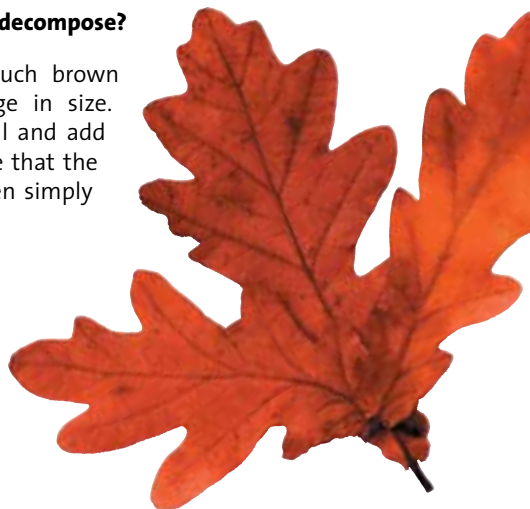 decompose?
uch brown
ge in size.
l and add
e that the
en simply